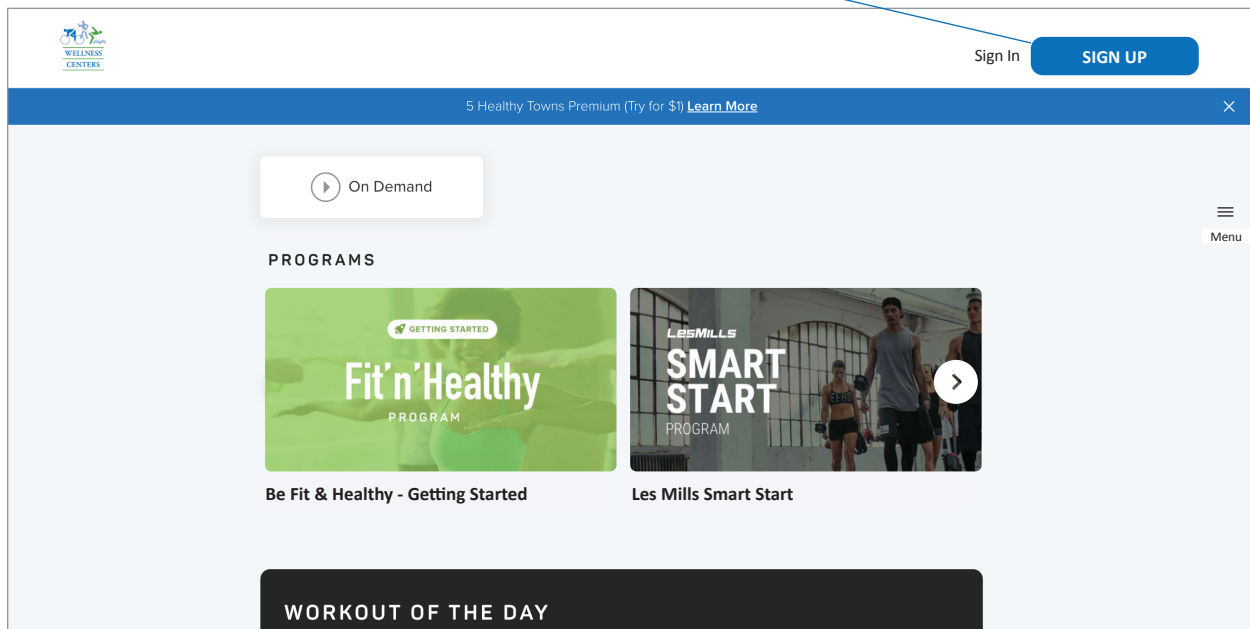 WELLNESS
CENTERS
Sign In
SIGN UP
5 Healthy Towns Premium (Try for $1) Learn More
On Demand
Menu
PROGRAMS
GETTING STARTED
Fit'n'Healthy
PROGRAM
LesMills
SMART
START
PROGRAM
Be Fit & Healthy - Getting Started
Les Mills Smart Start
WORKOUT OF THE DAY